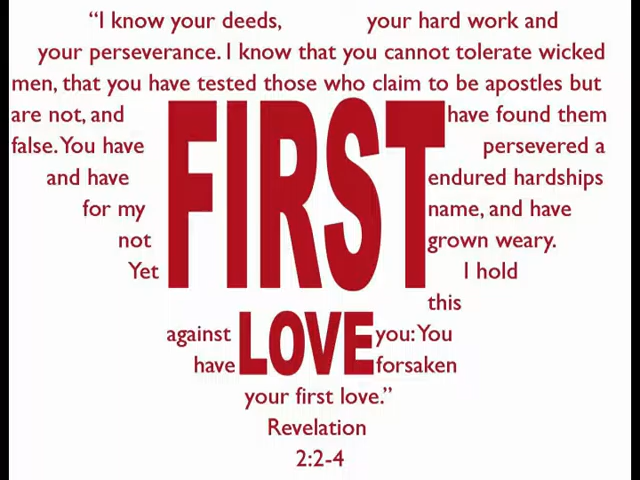 “I know your deeds, your hard work and
your perseverance. I know that you cannot tolerate wicked
men, that you have tested those who claim to be apostles but
are not, and have found them
false. You have persevered a
and have endured hardships
for my name, and have
not grown weary.
Yet I hold
this
FIRST
against you: You
have forsaken
LOVE
your first love.”
Revelation
2:2-4